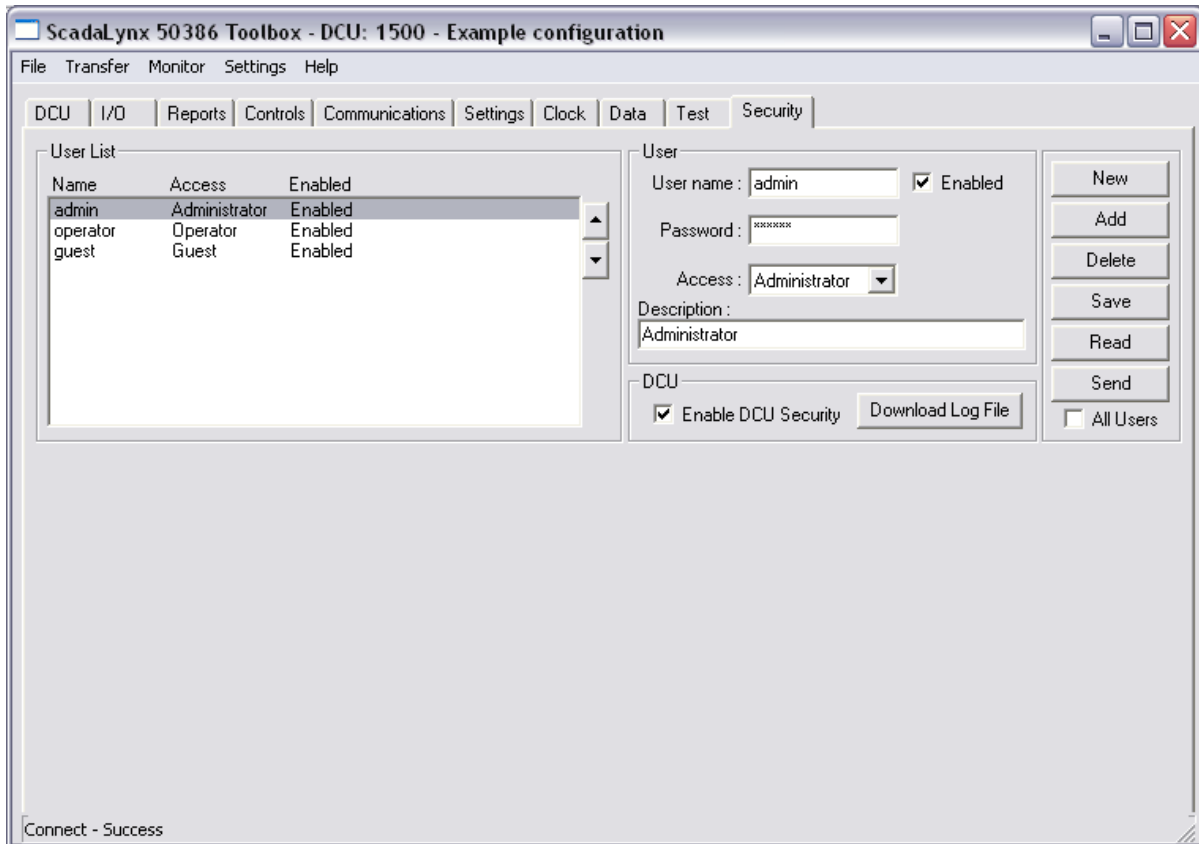 ScadaLynx 50386 Toolbox - DCU: 1500 - Example configuration
File Transfer Monitor Settings Help
DCU I/O Reports Controls Communications Settings Clock Data Test Security
User List
Name Access Enabled
admin Administrator Enabled
operator Operator Enabled
guest Guest Enabled
User
User name : admin Enabled
Password : ******
Access : Administrator
Description :
Administrator
DCU
Enable DCU Security Download Log File
New
Add
Delete
Save
Read
Send
All Users
Connect - Success